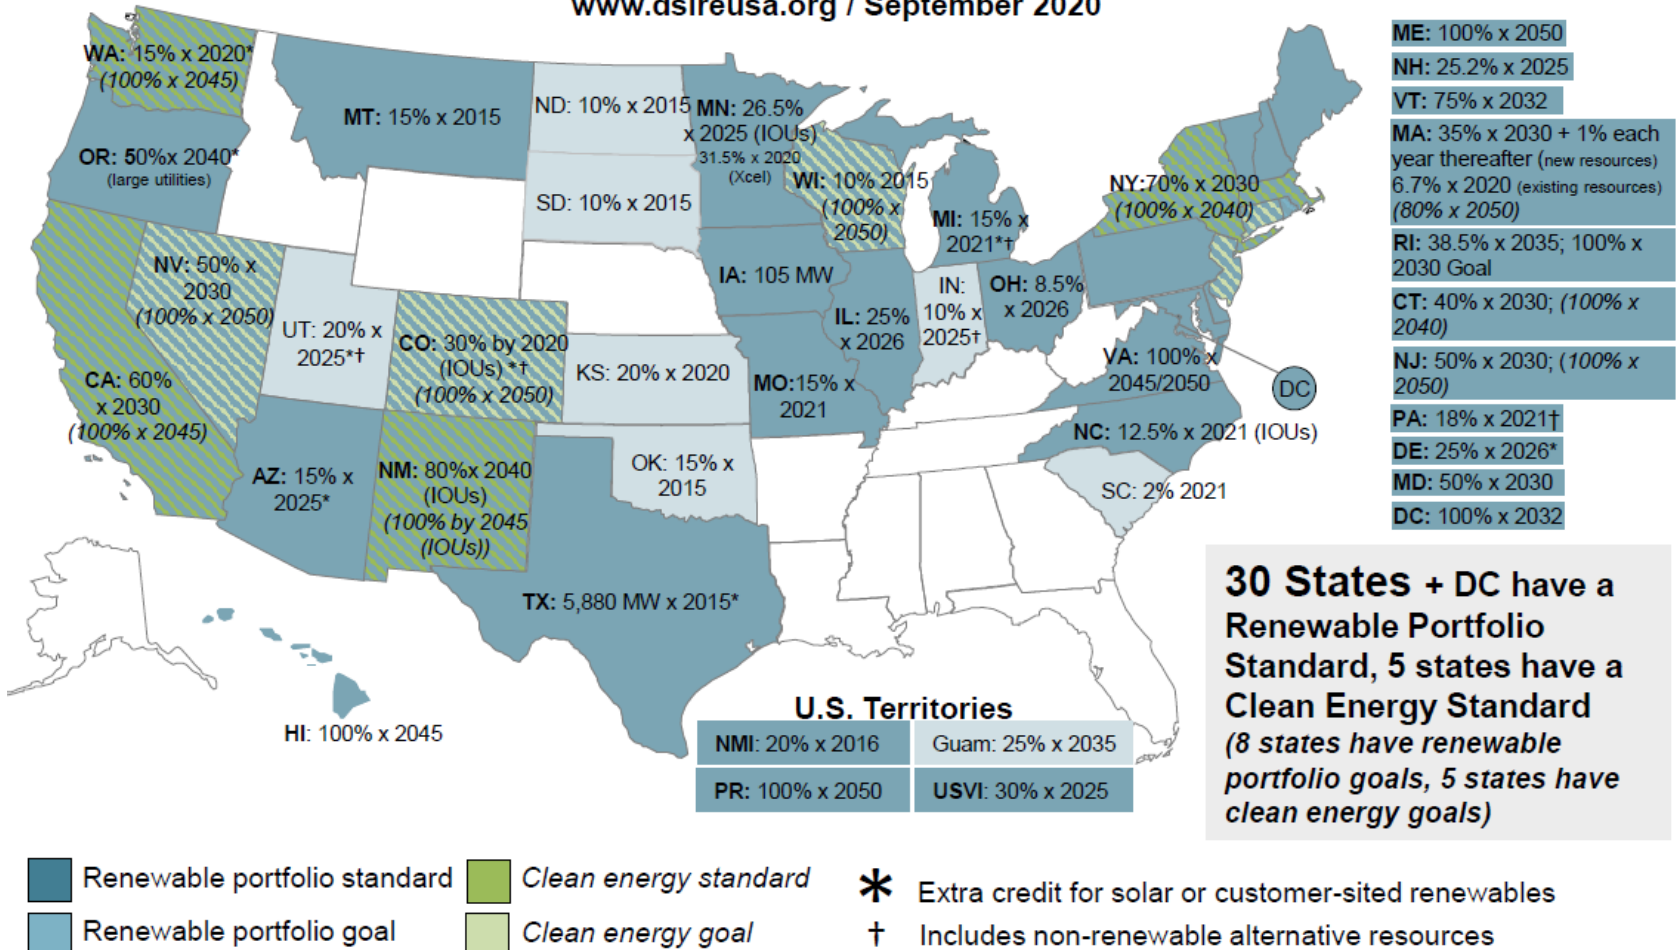 www.dsireusa.org / September 2020
WA: 15% x 2020*
(100% x 2045)
OR: 50%x 2040*
(large utilities)
MT: 15% x 2015
ND: 10% x 2015
SD: 10% x 2015
MN: 26.5%
x 2025 (IOUs)
31.5% x 2020
(Xcel)
WI: 10% 2015
(100% x
2050)
MI: 15% x
2021*†
NY:70% x 2030
(100% x 2040)
NV: 50% x
2030
(100% x 2050)
UT: 20% x
2025*†
CO: 30% by 2020
(IOUs) *†
(100% x 2050)
CA: 60%
x 2030
(100% x 2045)
AZ: 15% x
2025*
NM: 80%x 2040
(IOUs)
(100% by 2045
(IOUs))
KS: 20% x 2020
OK: 15% x
2015
TX: 5,880 MW x 2015*
IA: 105 MW
MO:15% x
2021
IL: 25%
x 2026
IN:
10% x
2025†
OH: 8.5%
x 2026
VA: 100% x
2045/2050
DC
NC: 12.5% x 2021 (IOUs)
SC: 2% 2021
HI: 100% x 2045
ME: 100% x 2050
NH: 25.2% x 2025
VT: 75% x 2032
MA: 35% x 2030 + 1% each
year thereafter (new resources)
6.7% x 2020 (existing resources)
(80% x 2050)
RI: 38.5% x 2035; 100% x
2030 Goal
CT: 40% x 2030; (100% x
2040)
NJ: 50% x 2030; (100% x
2050)
PA: 18% x 2021†
DE: 25% x 2026*
MD: 50% x 2030
DC: 100% x 2032
30 States + DC have a
Renewable Portfolio
Standard, 5 states have a
Clean Energy Standard
(8 states have renewable
portfolio goals, 5 states have
clean energy goals)
U.S. Territories
NMI: 20% x 2016
Guam: 25% x 2035
PR: 100% x 2050
USVI: 30% x 2025
Renewable portfolio standard
Clean energy standard
* Extra credit for solar or customer-sited renewables
Renewable portfolio goal
Clean energy goal
† Includes non-renewable alternative resources